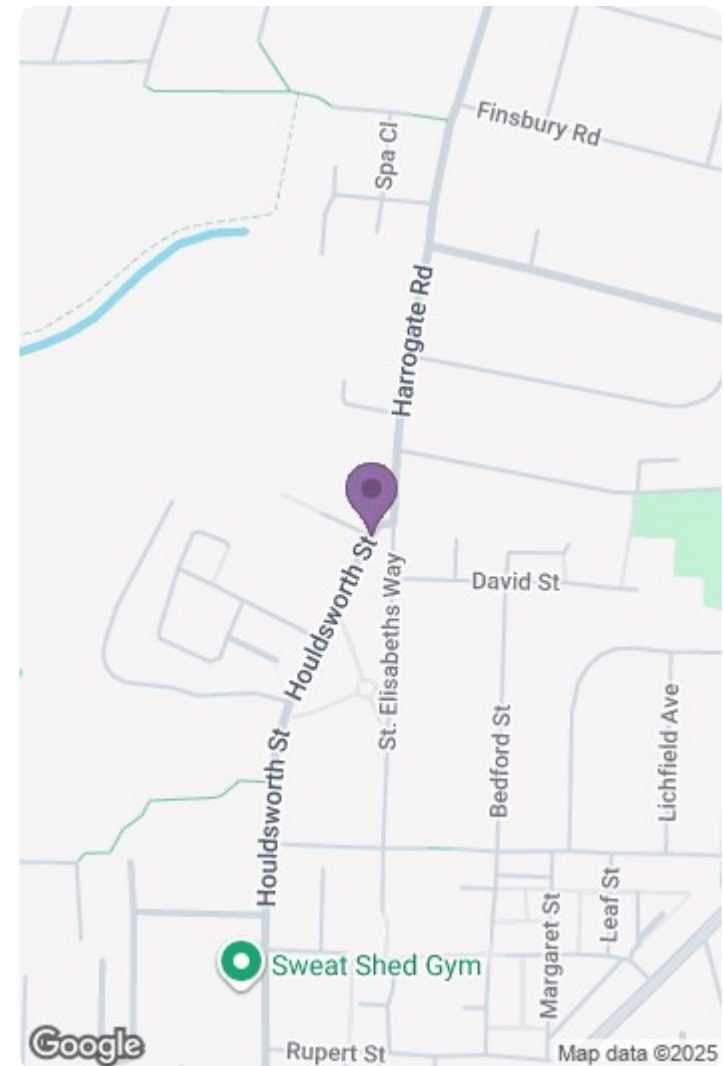 Finsbury Rd
Spa Cl
Harrogate Rd
Houldsworth St
St. Elisabeths Way
David St
Houldsworth St
Bedford St
Lichfield Ave
Margaret St
Leaf St
Sweat Shed Gym
Rupert St
Google
Map data ©2025